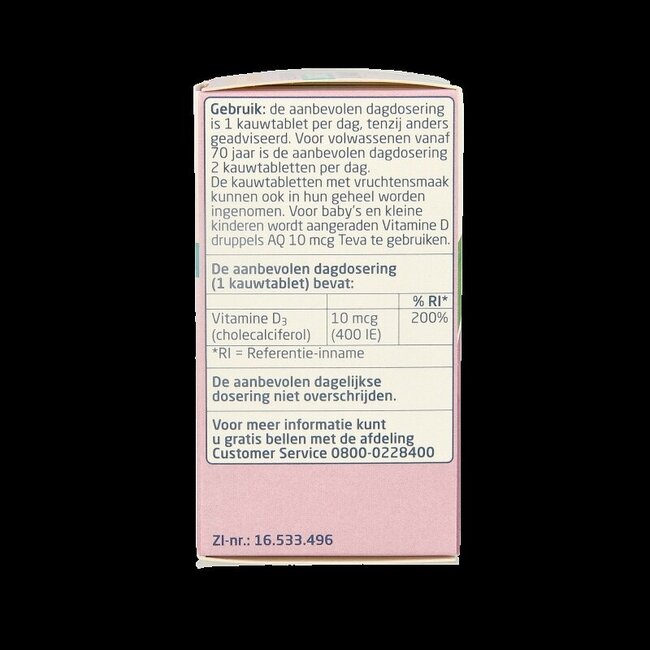 Gebruik: de aanbevolen dagdosering
is 1 kauwtablet per dag, tenzij anders
geadviseerd. Voor volwassenen vanaf
70 jaar is de aanbevolen dagdosering
2 kauwtabletten per dag.
De kauwtabletten met vruchtensmaak
kunnen ook in hun geheel worden
ingenomen. Voor baby's en kleine
kinderen wordt aangeraden Vitamine D
druppels AQ 10 mcg Teva te gebruiken.
De aanbevolen dagdosering
(1 kauwtablet) bevat:
% RI*
Vitamine D3 10 mcg 200%
(cholecalciferol) (400 IE)
*RI = Referentie-inname
De aanbevolen dagelijkse
dosering niet overschrijden.
Voor meer informatie kunt
u gratis bellen met de afdeling
Customer Service 0800-0228400
ZI-nr.: 16.533.496